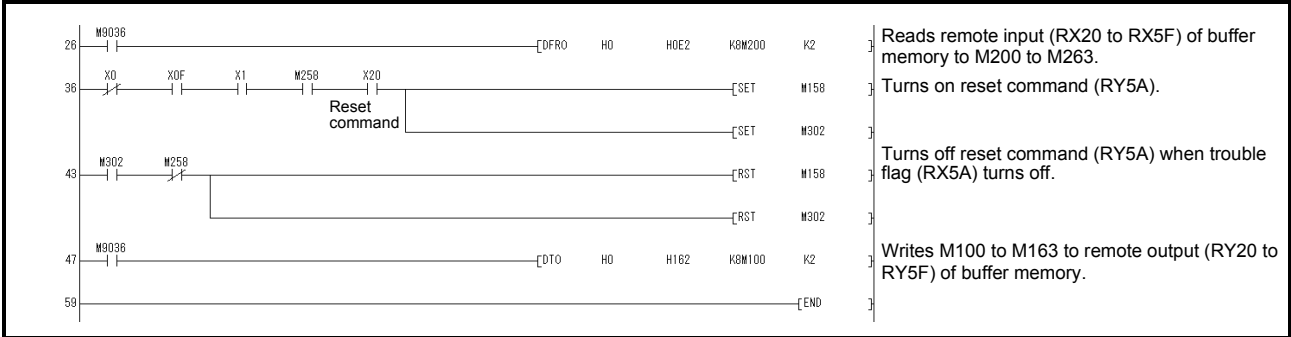 M9036
26 [DFRO H0 H0E2 K8M200 K2 ]
Reads remote input (RX20 to RX5F) of buffer
memory to M200 to M263.
X0 X0F X1 M258 X20
36 [SET M158 ]
Turns on reset command (RY5A).
Reset
command
[SET M302 ]
M302 M258
43 [RST M158 ]
Turns off reset command (RY5A) when trouble
flag (RX5A) turns off.
[RST M302 ]
M9036
47 [DTO H0 H162 K8M100 K2 ]
Writes M100 to M163 to remote output (RY20 to
RY5F) of buffer memory.
59 [END ]